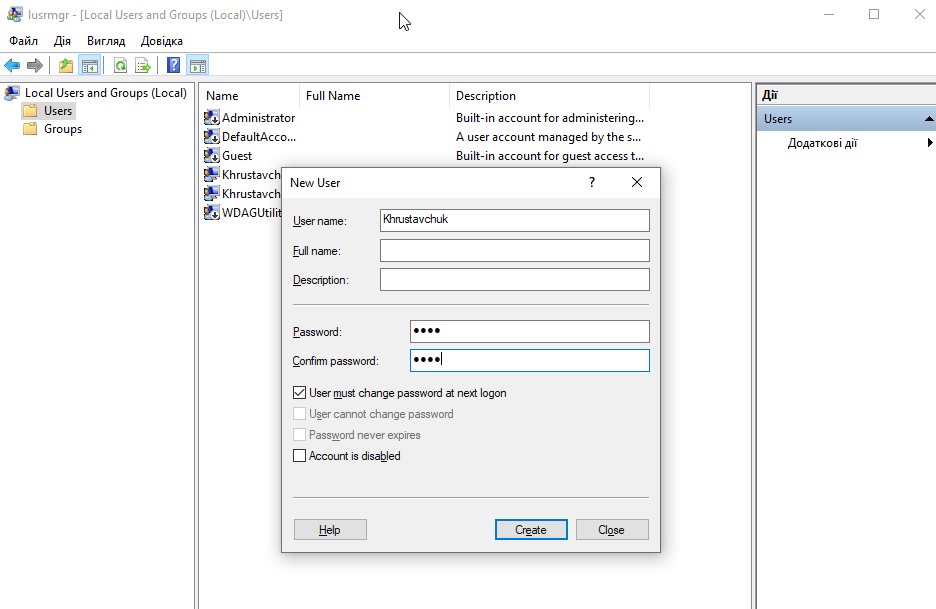 lusrmgr - [Local Users and Groups (Local)\Users]
Файл Дія Вигляд Довідка
Local Users and Groups (Local)
Users
Groups
Name Full Name Description
Administrator Built-in account for administering...
DefaultAcco... A user account managed by the s...
Guest Built-in account for guest access t...
Khrustavch
Khrustavch
WDAGUtilit
Дії
Users
Додаткові дії
New User
?
User name: Khrustavchuk
Full name:
Description:
Password: ●●●●
Confirm password: ●●●●
User must change password at next logon
User cannot change password
Password never expires
Account is disabled
Help Create Close